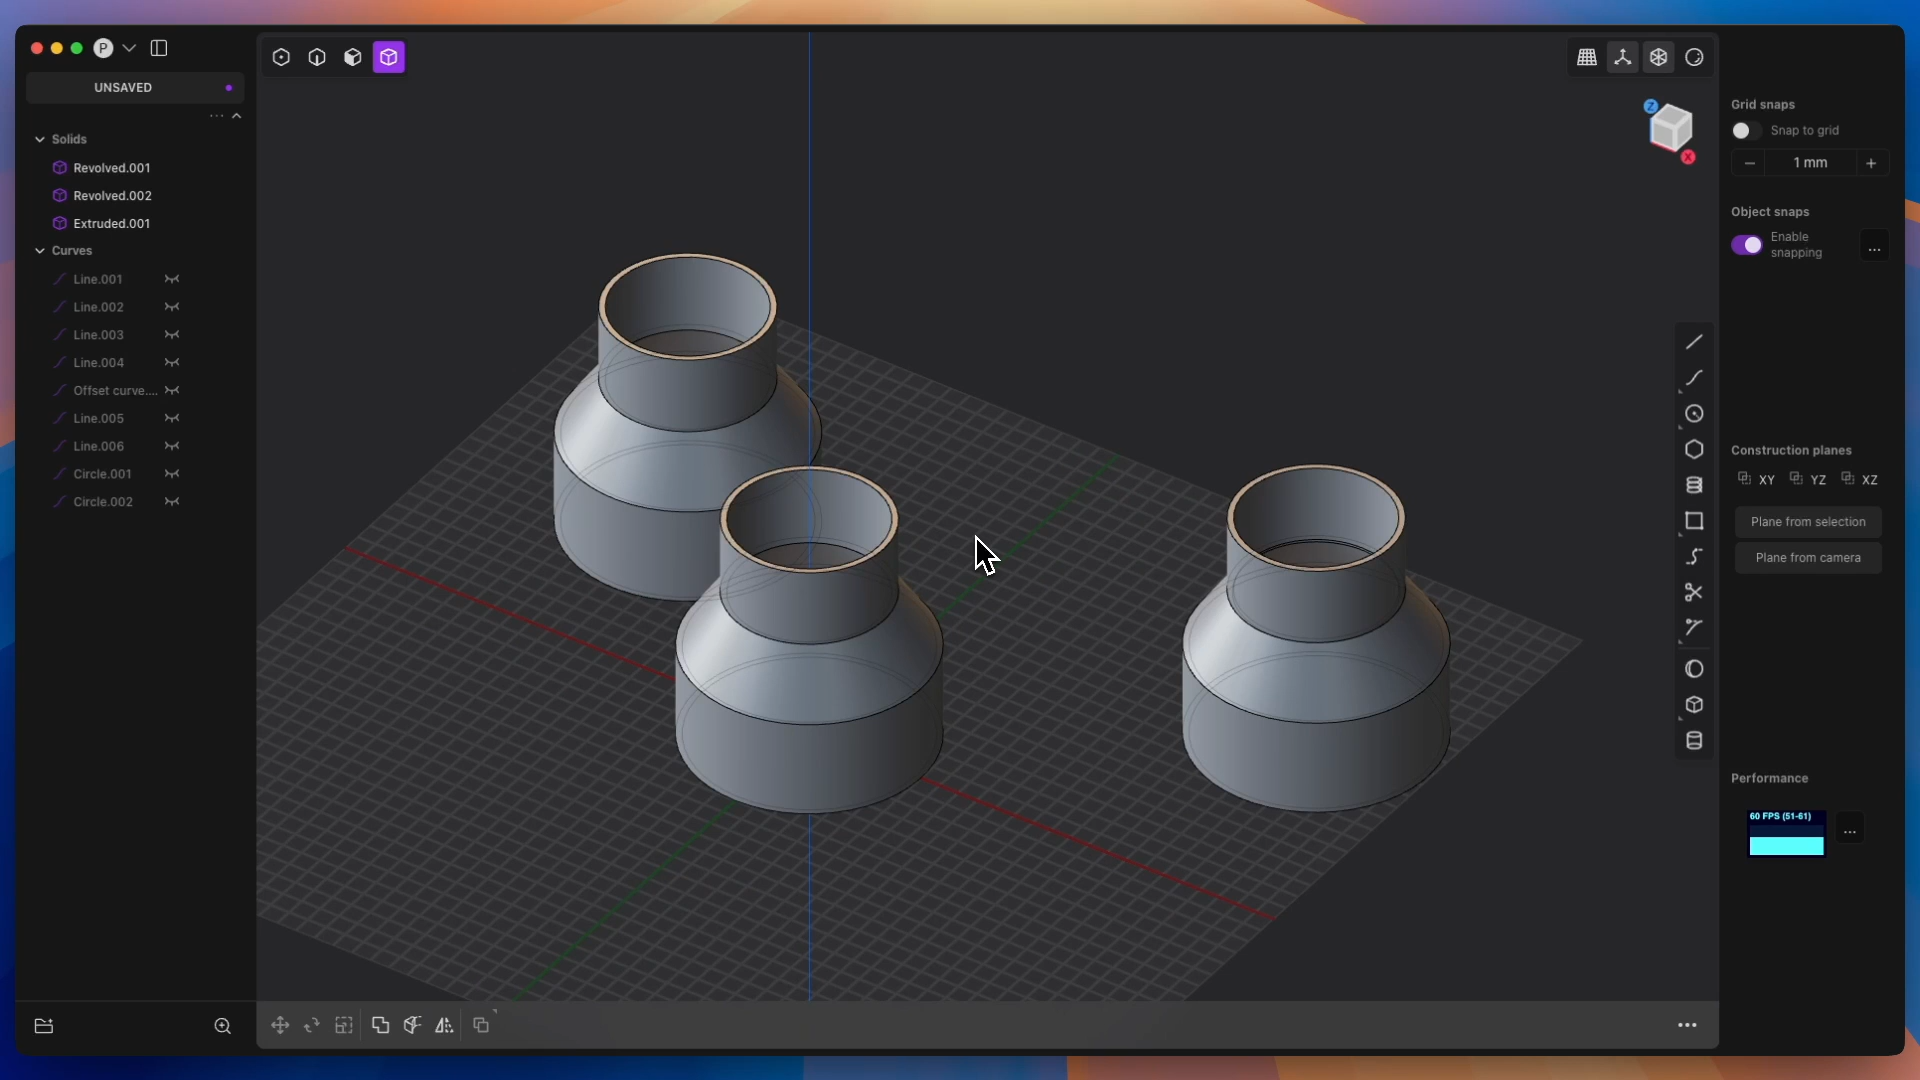 P
UNSAVED
Solids
Revolved.001
Revolved.002
Extruded.001
Curves
Line.001
Line.002
Line.003
Line.004
Offset curve....
Line.005
Line.006
Circle.001
Circle.002
Z
X
Grid snaps
Snap to grid
1 mm
Object snaps
Enable
snapping
Construction planes
XY YZ XZ
Plane from selection
Plane from camera
Performance
60 FPS (51-61)